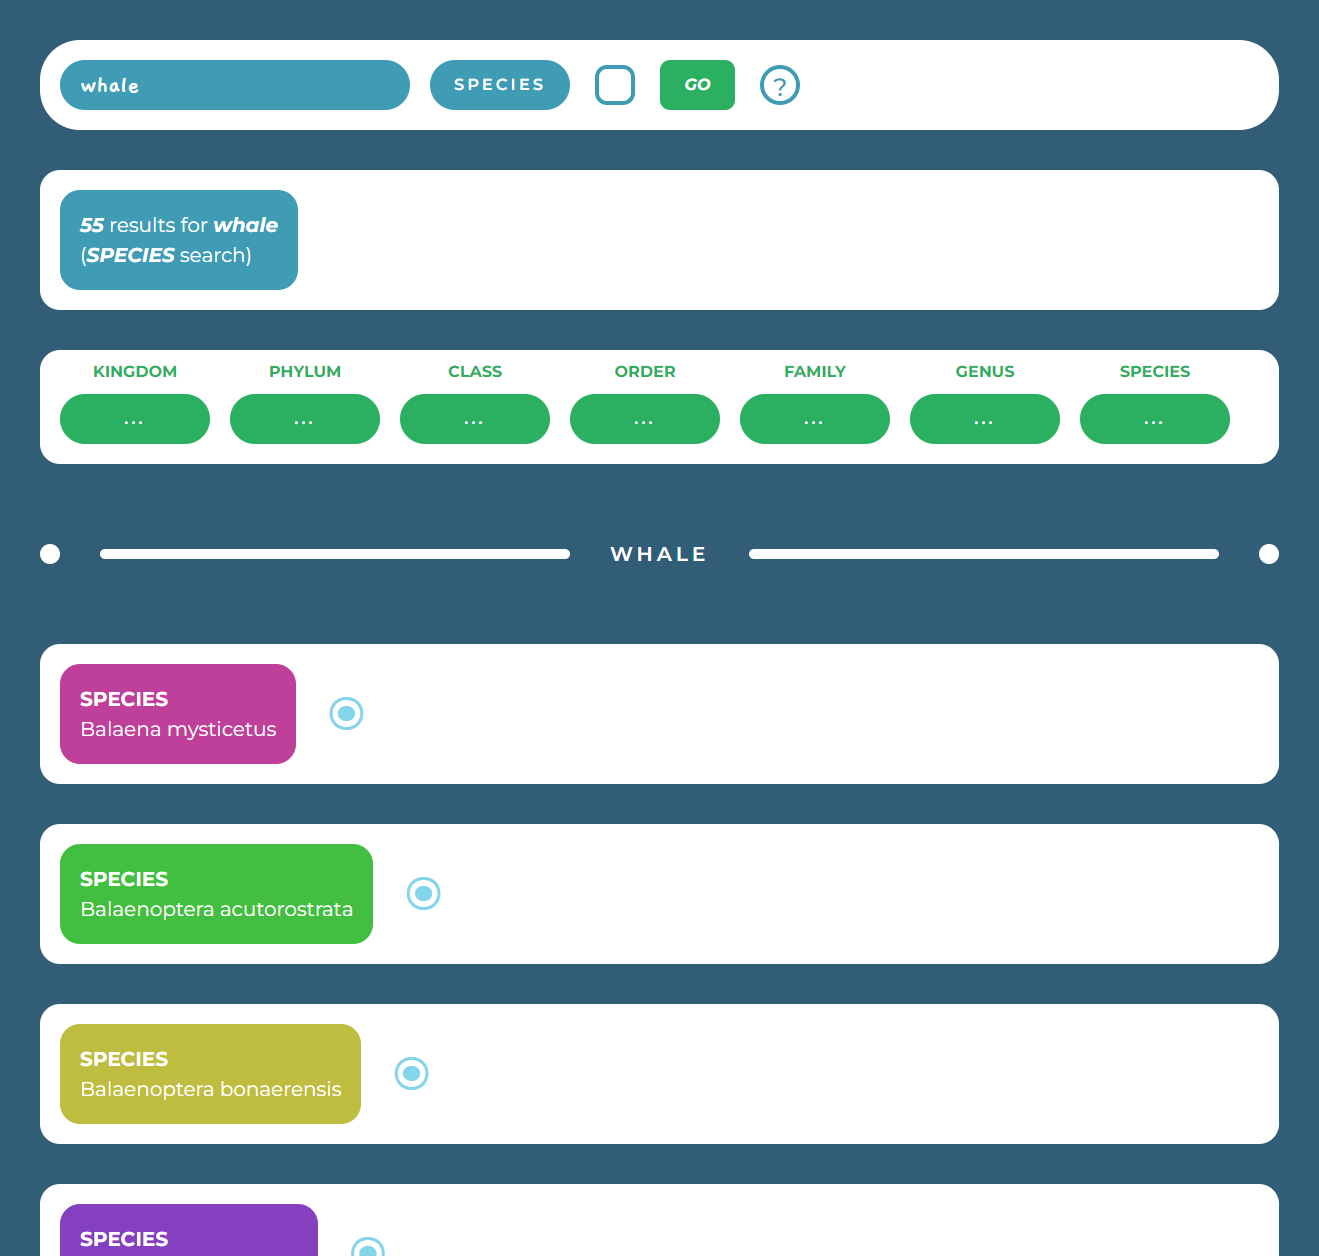 whale SPECIES GO ?
55 results for whale
(SPECIES search)
KINGDOM PHYLUM CLASS ORDER FAMILY GENUS SPECIES
... ... ... ... ... ... ...
WHALE
SPECIES
Balaena mysticetus
SPECIES
Balaenoptera acutorostrata
SPECIES
Balaenoptera bonaerensis
SPECIES